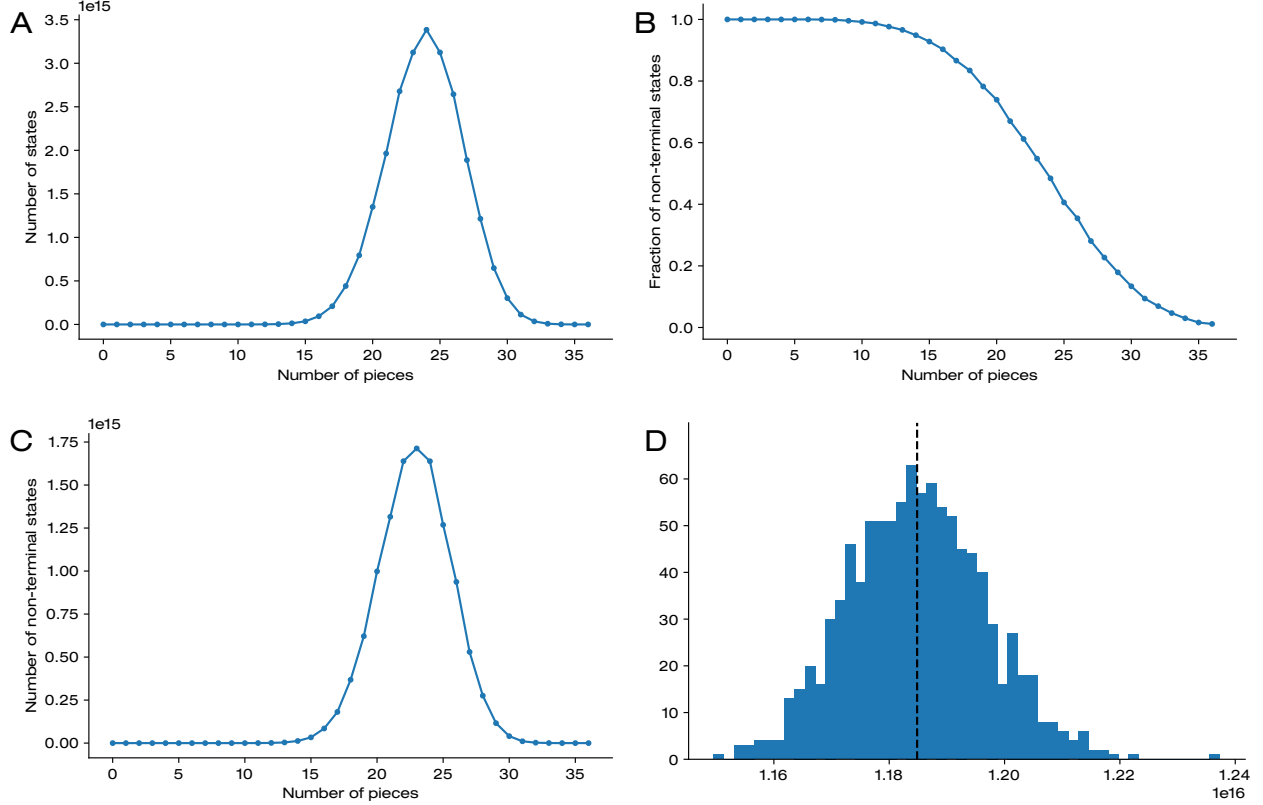 A
1e15
3.5
3.0
2.5
2.0
1.5
1.0
0.5
0.0
Number of states
0 5 10 15 20 25 30 35
Number of pieces
B
1.0
0.8
0.6
0.4
0.2
0.0
Fraction of non-terminal states
0 5 10 15 20 25 30 35
Number of pieces
C
1e15
1.75
1.50
1.25
1.00
0.75
0.50
0.25
0.00
Number of non-terminal states
0 5 10 15 20 25 30 35
Number of pieces
D
60
50
40
30
20
10
0
1.16 1.18 1.20 1.22 1.24
1e16